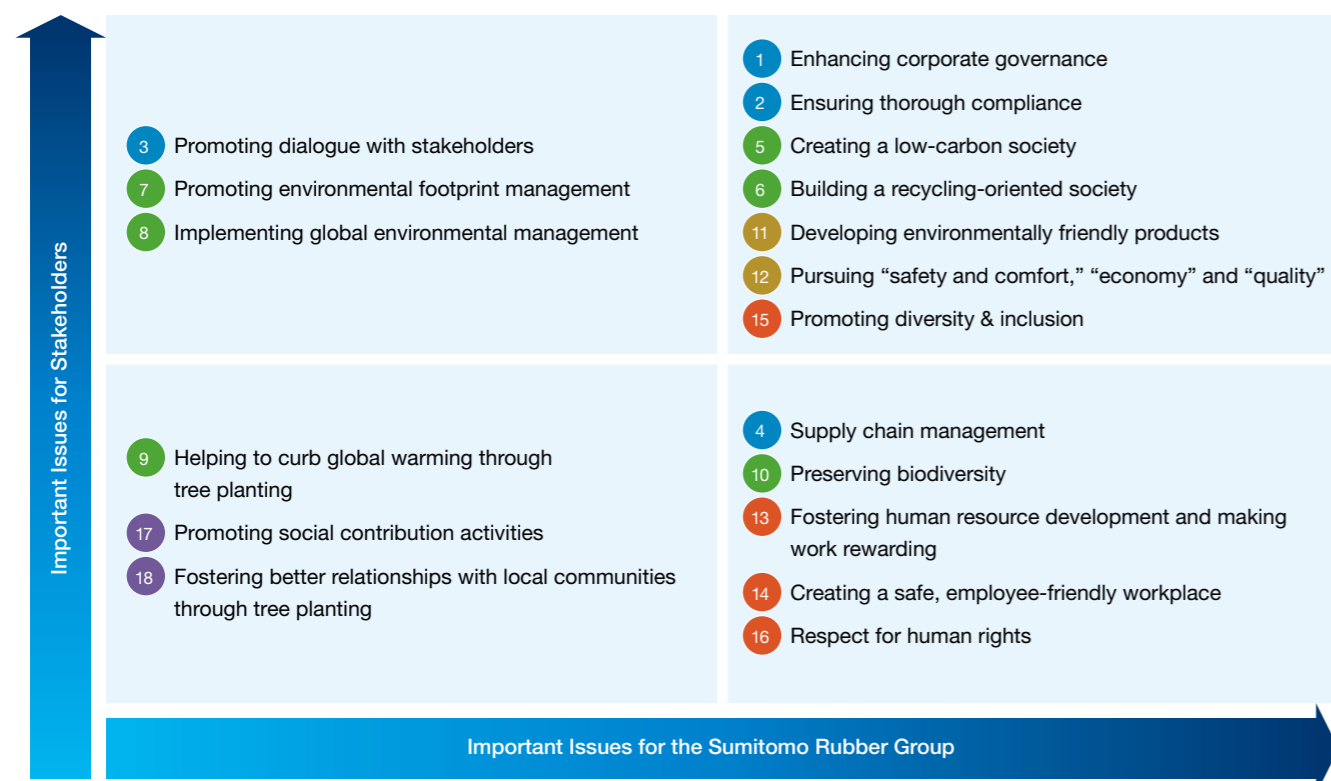 Important Issues for Stakeholders
3 Promoting dialogue with stakeholders
7 Promoting environmental footprint management
8 Implementing global environmental management
1 Enhancing corporate governance
2 Ensuring thorough compliance
5 Creating a low-carbon society
6 Building a recycling-oriented society
11 Developing environmentally friendly products
12 Pursuing “safety and comfort,” “economy” and “quality”
15 Promoting diversity & inclusion
9 Helping to curb global warming through
tree planting
17 Promoting social contribution activities
18 Fostering better relationships with local communities
through tree planting
4 Supply chain management
10 Preserving biodiversity
13 Fostering human resource development and making
work rewarding
14 Creating a safe, employee-friendly workplace
16 Respect for human rights
Important Issues for the Sumitomo Rubber Group